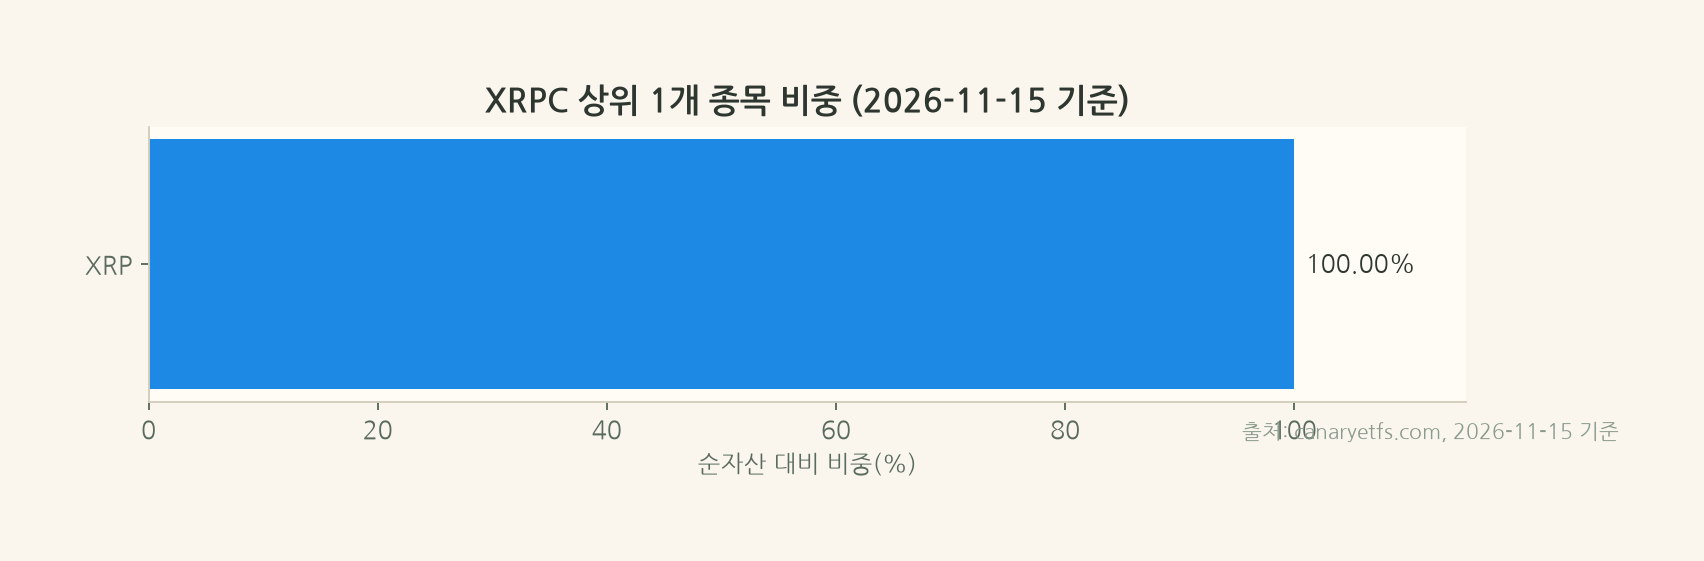 XRPC 상위 1개 종목 비중 (2026-11-15 기준)
XRP
100.00%
0 20 40 60 80 100
출처: canaryetfs.com, 2026-11-15 기준
순자산 대비 비중(%)